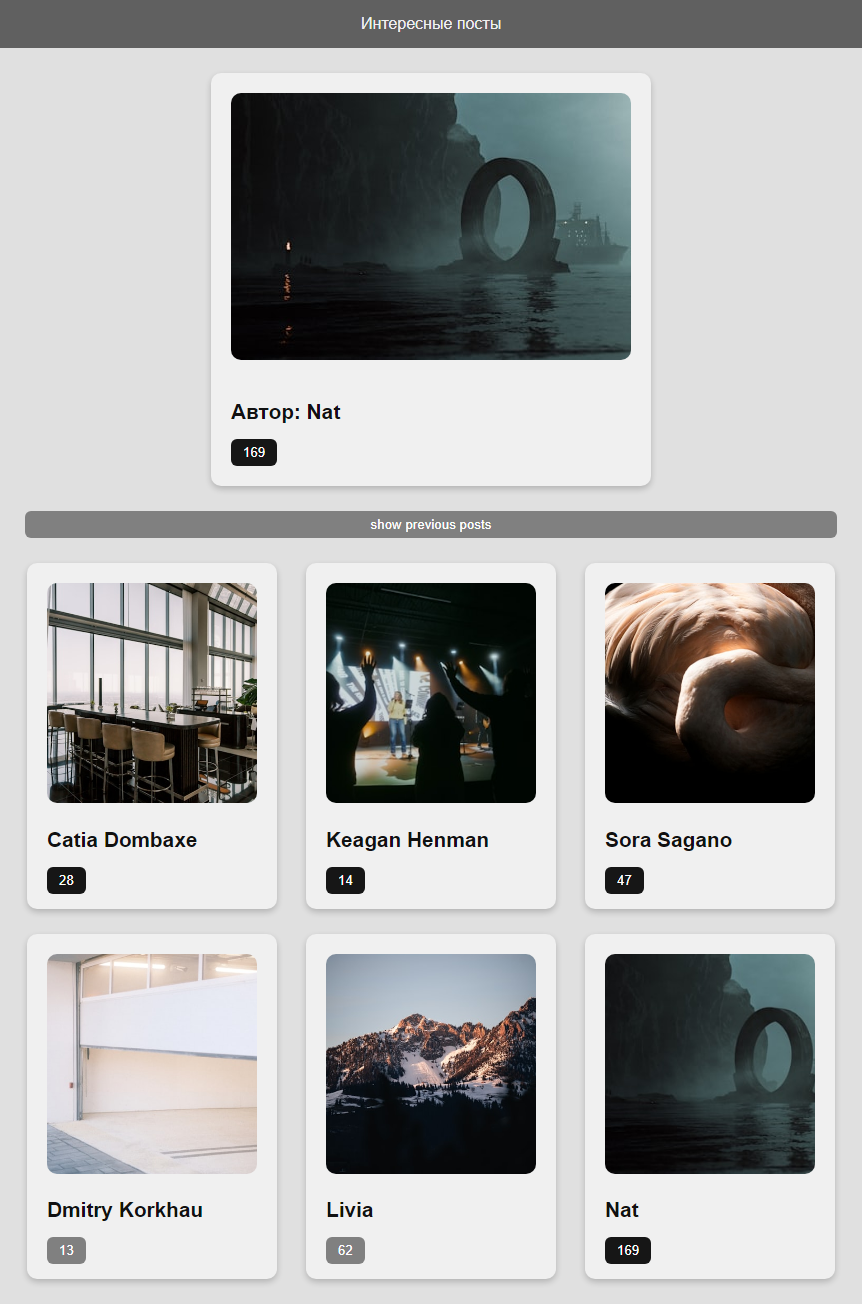 Интересные посты
Автор: Nat
169
show previous posts
Catia Dombaxe
Keagan Henman
Sora Sagano
28
14
47
Dmitry Korkhau
Livia
Nat
13
62
169